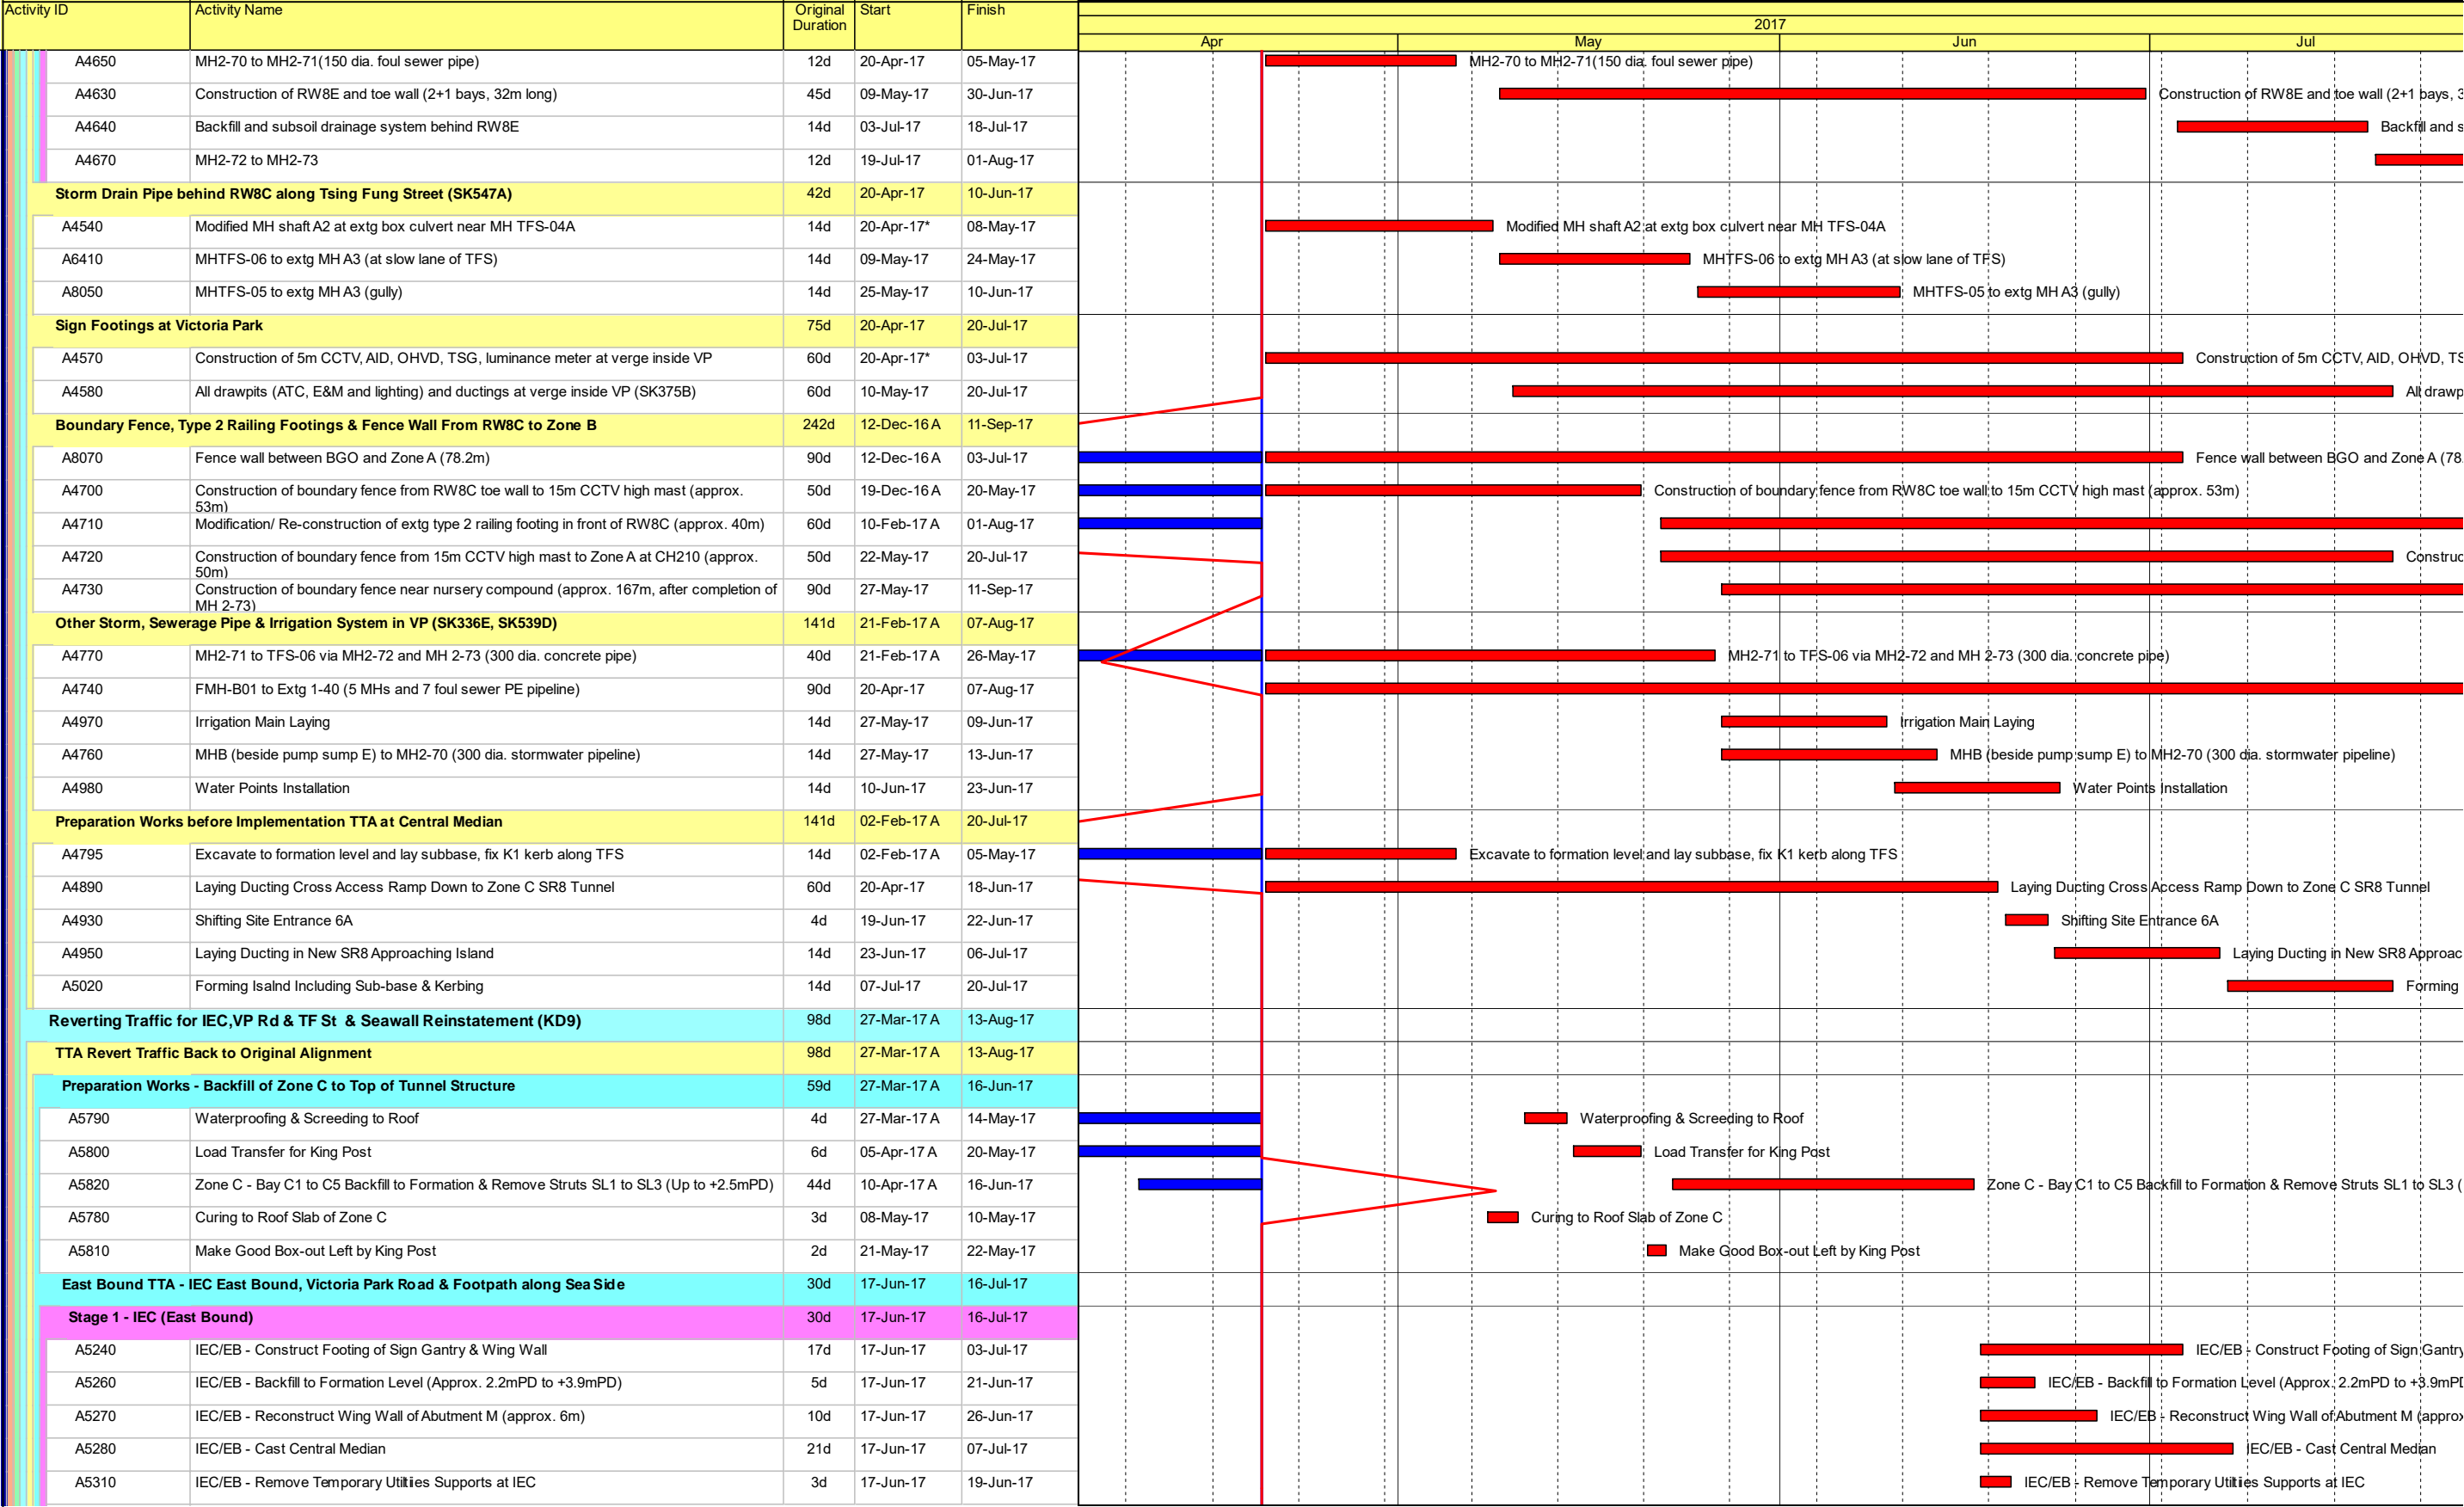 Activity ID Activity Name Original Duration Start Finish
2017
Apr May Jun Jul
A4650 MH2-70 to MH2-71(150 dia. foul sewer pipe) 12d 20-Apr-17 05-May-17 MH2-70 to MH2-71(150 dia. foul sewer pipe)
A4630 Construction of RW8E and toe wall (2+1 bays, 32m long) 45d 09-May-17 30-Jun-17 Construction of RW8E and toe wall (2+1 bays, 3
A4640 Backfill and subsoil drainage system behind RW8E 14d 03-Jul-17 18-Jul-17 Backfill and s
A4670 MH2-72 to MH2-73 12d 19-Jul-17 01-Aug-17
Storm Drain Pipe behind RW8C along Tsing Fung Street (SK547A) 42d 20-Apr-17 10-Jun-17
A4540 Modified MH shaft A2 at extg box culvert near MH TFS-04A 14d 20-Apr-17* 08-May-17 Modified MH shaft A2 at extg box culvert near MH TFS-04A
A6410 MHTFS-06 to extg MH A3 (at slow lane of TFS) 14d 09-May-17 24-May-17 MHTFS-06 to extg MH A3 (at slow lane of TFS)
A8050 MHTFS-05 to extg MH A3 (gully) 14d 25-May-17 10-Jun-17 MHTFS-05 to extg MH A3 (gully)
Sign Footings at Victoria Park 75d 20-Apr-17 20-Jul-17
A4570 Construction of 5m CCTV, AID, OHVD, TSG, luminance meter at verge inside VP 60d 20-Apr-17* 03-Jul-17 Construction of 5m CCTV, AID, OHVD, TS
A4580 All drawpits (ATC, E&M and lighting) and ductings at verge inside VP (SK375B) 60d 10-May-17 20-Jul-17 All drawp
Boundary Fence, Type 2 Railing Footings & Fence Wall From RW8C to Zone B 242d 12-Dec-16 A 11-Sep-17
A8070 Fence wall between BGO and Zone A (78.2m) 90d 12-Dec-16 A 03-Jul-17 Fence wall between BGO and Zone A (78.
A4700 Construction of boundary fence from RW8C toe wall to 15m CCTV high mast (approx. 53m) 50d 19-Dec-16 A 20-May-17 Construction of boundary fence from RW8C toe wall to 15m CCTV high mast (approx. 53m)
A4710 Modification/ Re-construction of extg type 2 railing footing in front of RW8C (approx. 40m) 60d 10-Feb-17 A 01-Aug-17
A4720 Construction of boundary fence from 15m CCTV high mast to Zone A at CH210 (approx. 50m) 50d 22-May-17 20-Jul-17 Construc
A4730 Construction of boundary fence near nursery compound (approx. 167m, after completion of MH 2-73) 90d 27-May-17 11-Sep-17
Other Storm, Sewerage Pipe & Irrigation System in VP (SK336E, SK539D) 141d 21-Feb-17 A 07-Aug-17
A4770 MH2-71 to TFS-06 via MH2-72 and MH 2-73 (300 dia. concrete pipe) 40d 21-Feb-17 A 26-May-17 MH2-71 to TFS-06 via MH2-72 and MH 2-73 (300 dia. concrete pipe)
A4740 FMH-B01 to Extg 1-40 (5 MHs and 7 foul sewer PE pipeline) 90d 20-Apr-17 07-Aug-17
A4970 Irrigation Main Laying 14d 27-May-17 09-Jun-17 Irrigation Main Laying
A4760 MHB (beside pump sump E) to MH2-70 (300 dia. stormwater pipeline) 14d 27-May-17 13-Jun-17 MHB (beside pump sump E) to MH2-70 (300 dia. stormwater pipeline)
A4980 Water Points Installation 14d 10-Jun-17 23-Jun-17 Water Points Installation
Preparation Works before Implementation TTA at Central Median 141d 02-Feb-17 A 20-Jul-17
A4795 Excavate to formation level and lay subbase, fix K1 kerb along TFS 14d 02-Feb-17 A 05-May-17 Excavate to formation level and lay subbase, fix K1 kerb along TFS
A4890 Laying Ducting Cross Access Ramp Down to Zone C SR8 Tunnel 60d 20-Apr-17 18-Jun-17 Laying Ducting Cross Access Ramp Down to Zone C SR8 Tunnel
A4930 Shifting Site Entrance 6A 4d 19-Jun-17 22-Jun-17 Shifting Site Entrance 6A
A4950 Laying Ducting in New SR8 Approaching Island 14d 23-Jun-17 06-Jul-17 Laying Ducting in New SR8 Approac
A5020 Forming Isalnd Including Sub-base & Kerbing 14d 07-Jul-17 20-Jul-17 Forming
Reverting Traffic for IEC,VP Rd & TF St & Seawall Reinstatement (KD9) 98d 27-Mar-17 A 13-Aug-17
TTA Revert Traffic Back to Original Alignment 98d 27-Mar-17 A 13-Aug-17
Preparation Works - Backfill of Zone C to Top of Tunnel Structure 59d 27-Mar-17 A 16-Jun-17
A5790 Waterproofing & Screeding to Roof 4d 27-Mar-17 A 14-May-17 Waterproofing & Screeding to Roof
A5800 Load Transfer for King Post 6d 05-Apr-17 A 20-May-17 Load Transfer for King Post
A5820 Zone C - Bay C1 to C5 Backfill to Formation & Remove Struts SL1 to SL3 (Up to +2.5mPD) 44d 10-Apr-17 A 16-Jun-17 Zone C - Bay C1 to C5 Backfill to Formation & Remove Struts SL1 to SL3 (
A5780 Curing to Roof Slab of Zone C 3d 08-May-17 10-May-17 Curing to Roof Slab of Zone C
A5810 Make Good Box-out Left by King Post 2d 21-May-17 22-May-17 Make Good Box-out Left by King Post
East Bound TTA - IEC East Bound, Victoria Park Road & Footpath along Sea Side 30d 17-Jun-17 16-Jul-17
Stage 1 - IEC (East Bound) 30d 17-Jun-17 16-Jul-17
A5240 IEC/EB - Construct Footing of Sign Gantry & Wing Wall 17d 17-Jun-17 03-Jul-17 IEC/EB - Construct Footing of Sign Gantry
A5260 IEC/EB - Backfill to Formation Level (Approx. 2.2mPD to +3.9mPD) 5d 17-Jun-17 21-Jun-17 IEC/EB - Backfill to Formation Level (Approx. 2.2mPD to +3.9mPD
A5270 IEC/EB - Reconstruct Wing Wall of Abutment M (approx. 6m) 10d 17-Jun-17 26-Jun-17 IEC/EB - Reconstruct Wing Wall of Abutment M (approx
A5280 IEC/EB - Cast Central Median 21d 17-Jun-17 07-Jul-17 IEC/EB - Cast Central Median
A5310 IEC/EB - Remove Temporary Utiltiies Supports at IEC 3d 17-Jun-17 19-Jun-17 IEC/EB - Remove Temporary Utiltiies Supports at IEC